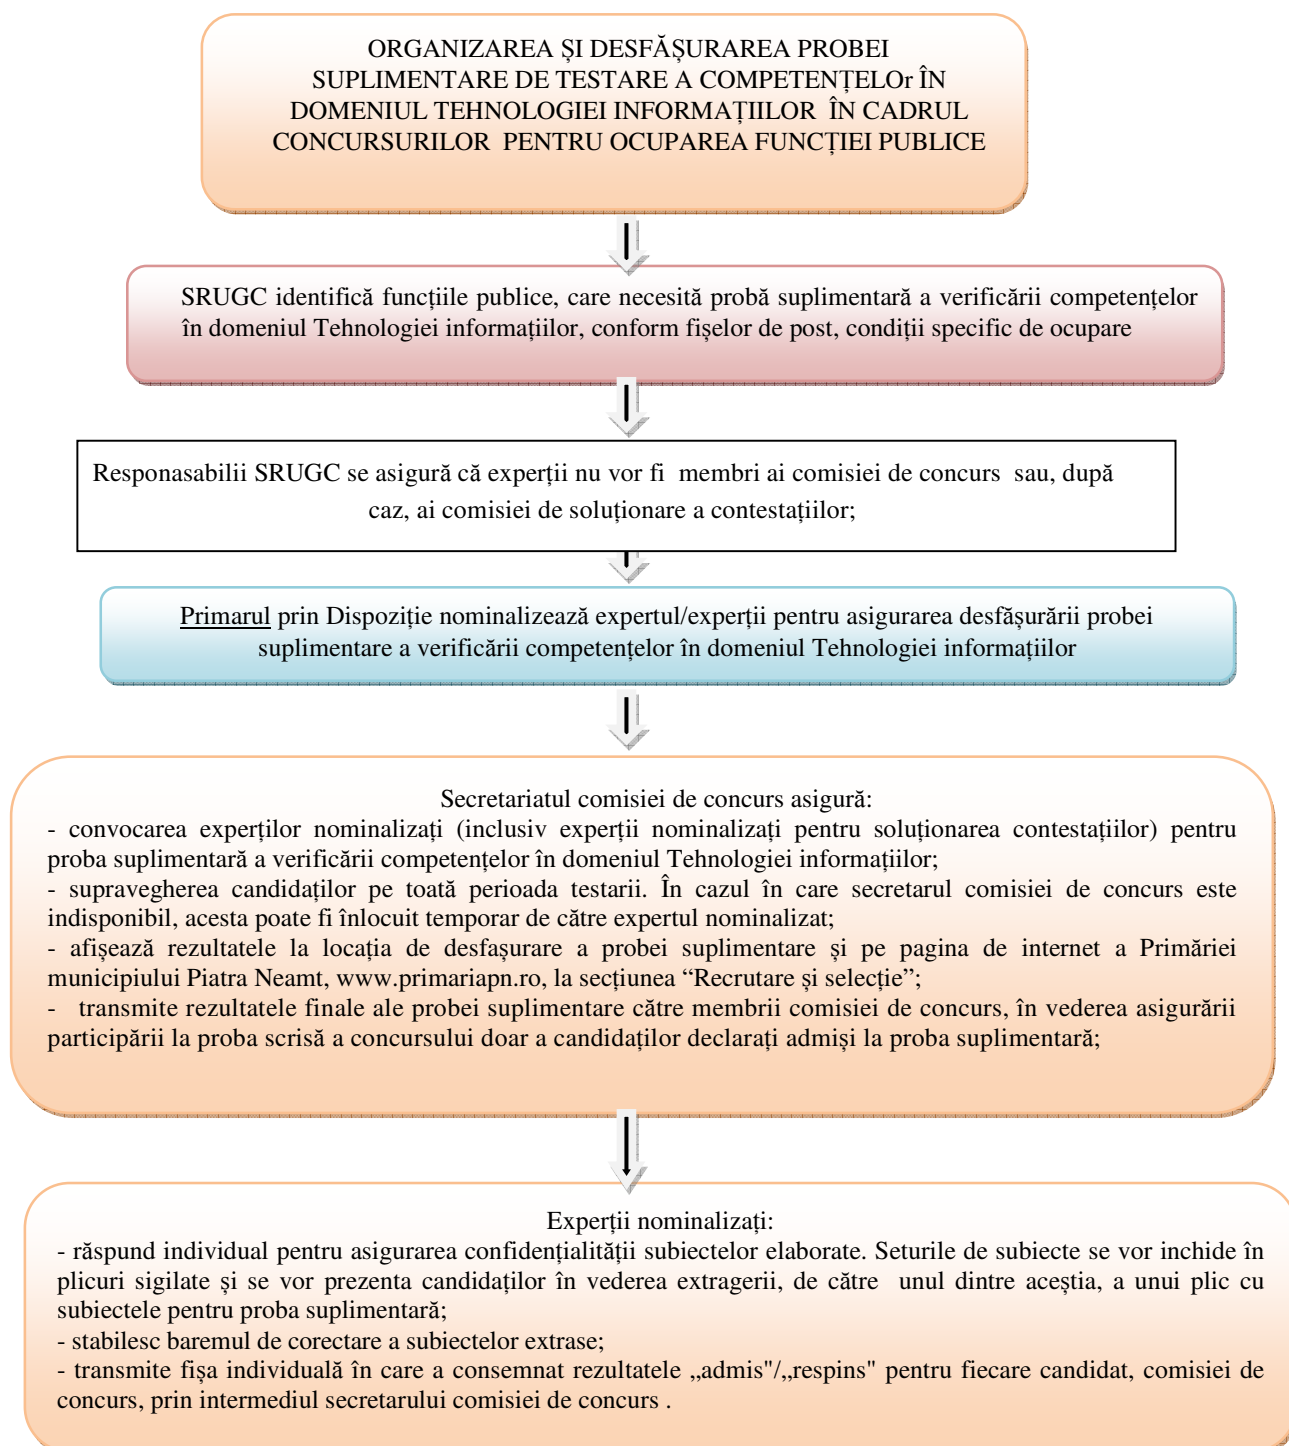 ORGANIZAREA ȘI DESFĂȘURAREA PROBEI
SUPLIMENTARE DE TESTARE A COMPETENȚELOr ÎN
DOMENIUL TEHNOLOGIEI INFORMAȚIILOR ÎN CADRUL
CONCURSURILOR PENTRU OCUPAREA FUNCȚIEI PUBLICE
SRUGC identifică funcțiile publice, care necesită probă suplimentară a verificării competențelor
în domeniul Tehnologiei informațiilor, conform fișelor de post, condiții specific de ocupare
Responasabilii SRUGC se asigură că experții nu vor fi membri ai comisiei de concurs sau, după
caz, ai comisiei de soluționare a contestațiilor;
Primarul prin Dispoziție nominalizează expertul/experții pentru asigurarea desfășurării probei
suplimentare a verificării competențelor în domeniul Tehnologiei informațiilor
Secretariatul comisiei de concurs asigură:
- convocarea experților nominalizați (inclusiv experții nominalizați pentru soluționarea contestațiilor) pentru
proba suplimentară a verificării competențelor în domeniul Tehnologiei informațiilor;
- supravegherea candidaților pe toată perioada testarii. În cazul în care secretarul comisiei de concurs este
indisponibil, acesta poate fi înlocuit temporar de către expertul nominalizat;
- afișează rezultatele la locația de desfașurare a probei suplimentare și pe pagina de internet a Primăriei
municipiului Piatra Neamt, www.primariapn.ro, la secțiunea “Recrutare și selecție”;
- transmite rezultatele finale ale probei suplimentare către membrii comisiei de concurs, în vederea asigurării
participării la proba scrisă a concursului doar a candidaților declarați admiși la proba suplimentară;
Experții nominalizați:
- răspund individual pentru asigurarea confidențialității subiectelor elaborate. Seturile de subiecte se vor inchide în
plicuri sigilate și se vor prezenta candidaților în vederea extragerii, de către unul dintre aceștia, a unui plic cu
subiectele pentru proba suplimentară;
- stabilesc baremul de corectare a subiectelor extrase;
- transmite fișa individuală în care a consemnat rezultatele „admis"/„respins" pentru fiecare candidat, comisiei de
concurs, prin intermediul secretarului comisiei de concurs .